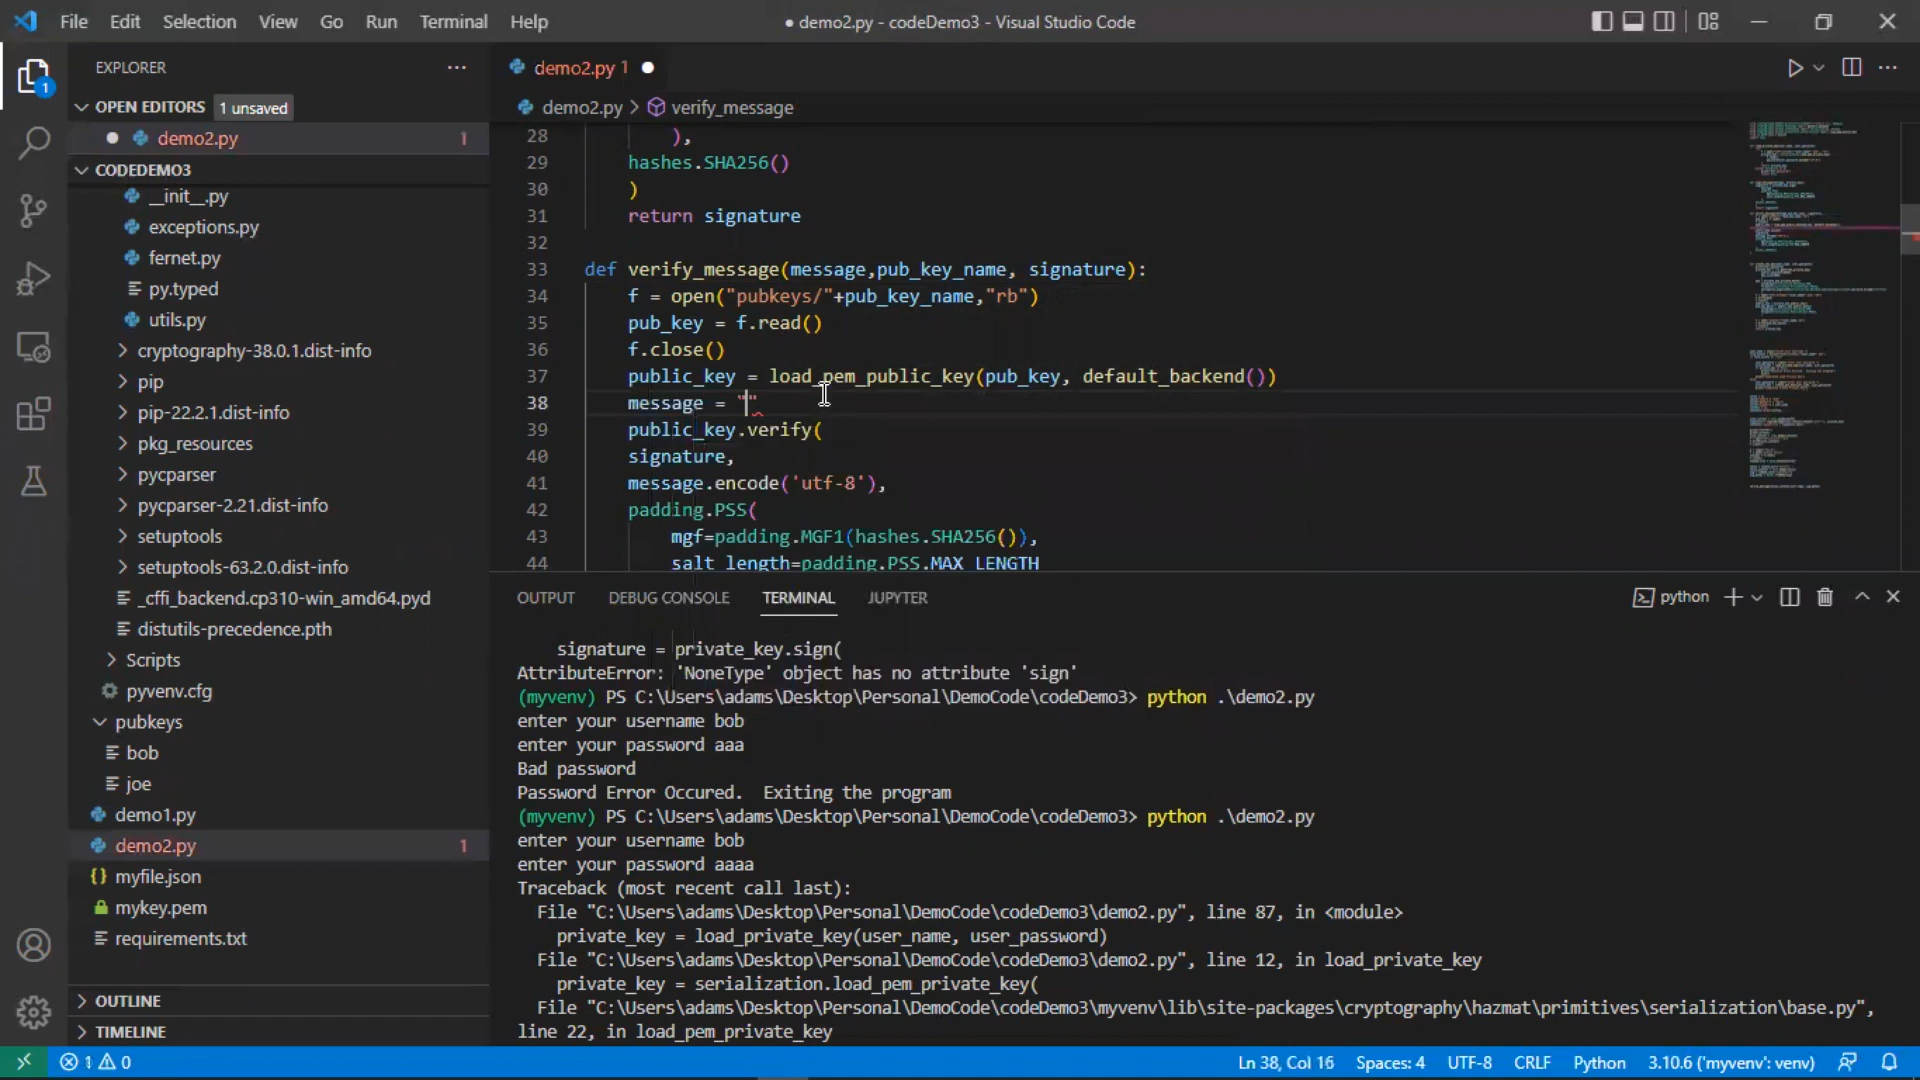 File Edit Selection View Go Run Terminal Help
● demo2.py - codeDemo3 - Visual Studio Code
EXPLORER
OPEN EDITORS 1 unsaved
demo2.py 1
CODEDEMO3
__init__.py
exceptions.py
fernet.py
py.typed
utils.py
cryptography-38.0.1.dist-info
pip
pip-22.2.1.dist-info
pkg_resources
pycparser
pycparser-2.21.dist-info
setuptools
setuptools-63.2.0.dist-info
_cffi_backend.cp310-win_amd64.pyd
distutils-precedence.pth
Scripts
pyvenv.cfg
pubkeys
bob
joe
demo1.py
demo2.py 1
myfile.json
mykey.pem
requirements.txt
OUTLINE
TIMELINE
1
demo2.py 1
demo2.py > verify_message
28 ),
29 hashes.SHA256()
30 )
31 return signature
32
33 def verify_message(message,pub_key_name, signature):
34 f = open("pubkeys/"+pub_key_name,"rb")
35 pub_key = f.read()
36 f.close()
37 public_key = load_pem_public_key(pub_key, default_backend())
38 message = ""
39 public_key.verify(
40 signature,
41 message.encode('utf-8'),
42 padding.PSS(
43 mgf=padding.MGF1(hashes.SHA256()),
44 salt_length=padding.PSS.MAX_LENGTH
OUTPUT DEBUG CONSOLE TERMINAL JUPYTER
python
signature = private_key.sign(
AttributeError: 'NoneType' object has no attribute 'sign'
(myvenv) PS C:\Users\adams\Desktop\Personal\DemoCode\codeDemo3> python .\demo2.py
enter your username bob
enter your password aaa
Bad password
Password Error Occured.  Exiting the program
(myvenv) PS C:\Users\adams\Desktop\Personal\DemoCode\codeDemo3> python .\demo2.py
enter your username bob
enter your password aaaa
Traceback (most recent call last):
File "C:\Users\adams\Desktop\Personal\DemoCode\codeDemo3\demo2.py", line 87, in <module>
private_key = load_private_key(user_name, user_password)
File "C:\Users\adams\Desktop\Personal\DemoCode\codeDemo3\demo2.py", line 12, in load_private_key
private_key = serialization.load_pem_private_key(
File "C:\Users\adams\Desktop\Personal\DemoCode\codeDemo3\myvenv\lib\site-packages\cryptography\hazmat\primitives\serialization\base.py",
line 22, in load_pem_private_key
1 0
Ln 38, Col 16 Spaces: 4 UTF-8 CRLF Python 3.10.6 ('myvenv': venv)